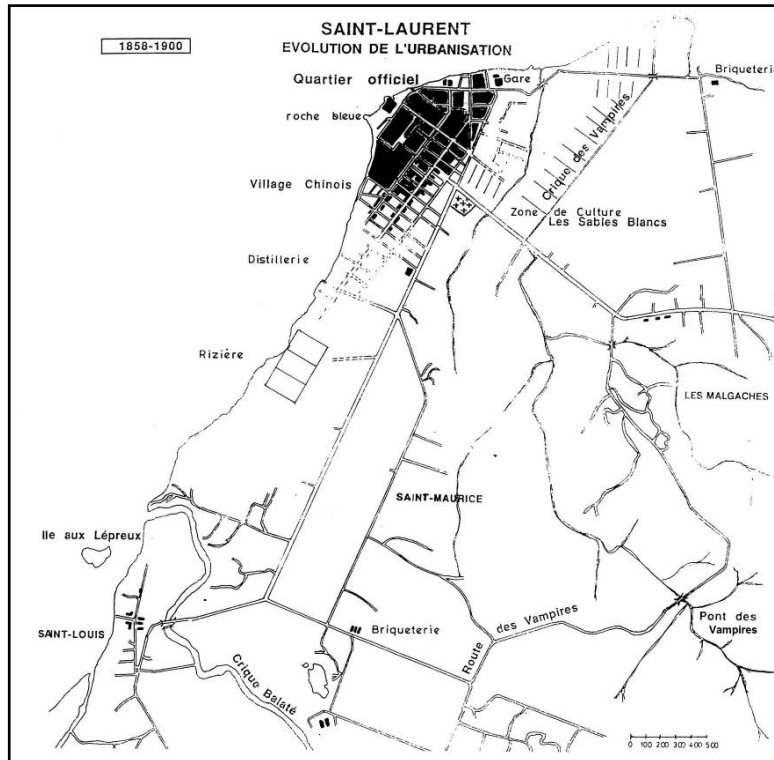 SAINT-LAURENT
EVOLUTION DE L'URBANISATION
1858-1900
Quartier officiel
Gare
Briqueterie
roche bleue
Crique des Vampires
Village Chinois
Zone de Culture
Les Sables Blancs
Distillerie
Rizière
LES MALGACHES
SAINT-MAURICE
Ile aux Lépreux
SAINT-LOUIS
Briqueterie
Route des Vampires
Pont des
Vampires
Crique Balaté
0 100 200 300 400 500